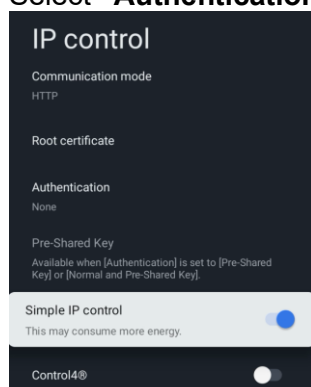 Select "Authentication
IP control
Communication mode
HTTP
Root certificate
Authentication
None
Pre-Shared Key
Available when [Authentication] is set to [Pre-Shared
Key] or [Normal and Pre-Shared Key].
Simple IP control
This may consume more energy.
Control4®